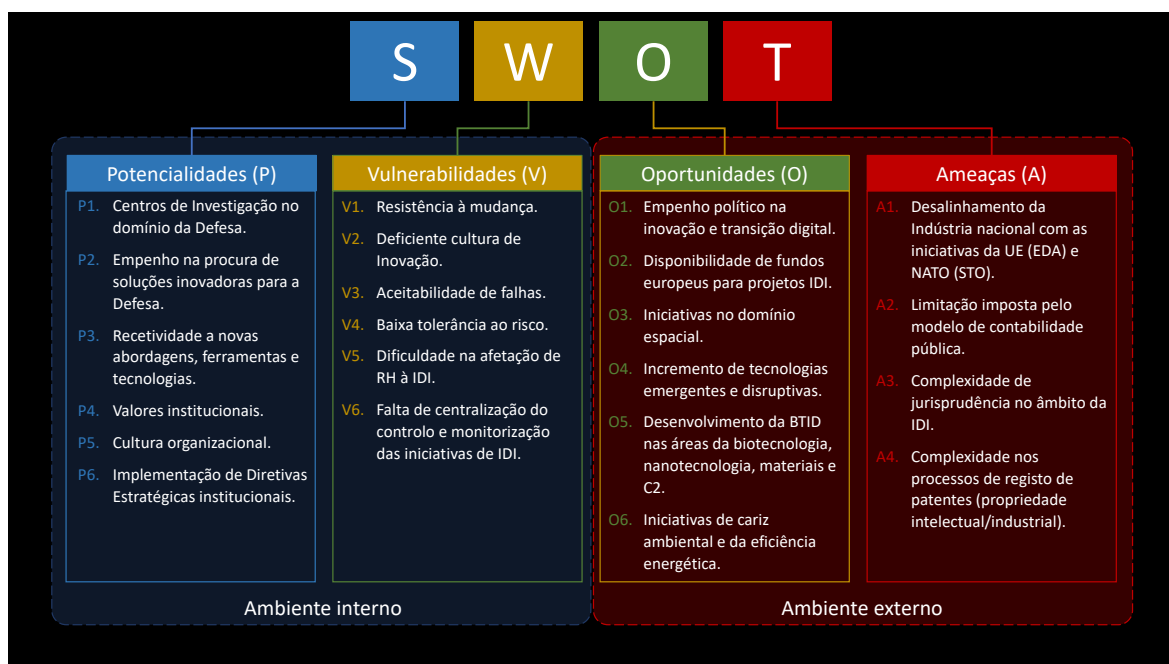 S W O T
Potencialidades (P)
P1. Centros de Investigação no
domínio da Defesa.
P2. Empenho na procura de
soluções inovadoras para a
Defesa.
P3. Recetividade a novas
abordagens, ferramentas e
tecnologias.
P4. Valores institucionais.
P5. Cultura organizacional.
P6. Implementação de Diretivas
Estratégicas institucionais.
Vulnerabilidades (V)
V1. Resistência à mudança.
V2. Deficiente cultura de
Inovação.
V3. Aceitabilidade de falhas.
V4. Baixa tolerância ao risco.
V5. Dificuldade na afetação de
RH à IDI.
V6. Falta de centralização do
controlo e monitorização
das iniciativas de IDI.
Ambiente interno
Oportunidades (O)
O1. Empenho político na
inovação e transição digital.
O2. Disponibilidade de fundos
europeus para projetos IDI.
O3. Iniciativas no domínio
espacial.
O4. Incremento de tecnologias
emergentes e disruptivas.
O5. Desenvolvimento da BTID
nas áreas da biotecnologia,
nanotecnologia, materiais e
C2.
O6. Iniciativas de cariz
ambiental e da eficiência
energética.
Ameaças (A)
A1. Desalinhamento da
Indústria nacional com as
iniciativas da UE (EDA) e
NATO (STO).
A2. Limitação imposta pelo
modelo de contabilidade
pública.
A3. Complexidade de
jurisprudência no âmbito da
IDI.
A4. Complexidade nos
processos de registo de
patentes (propriedade
intelectual/industrial).
Ambiente externo